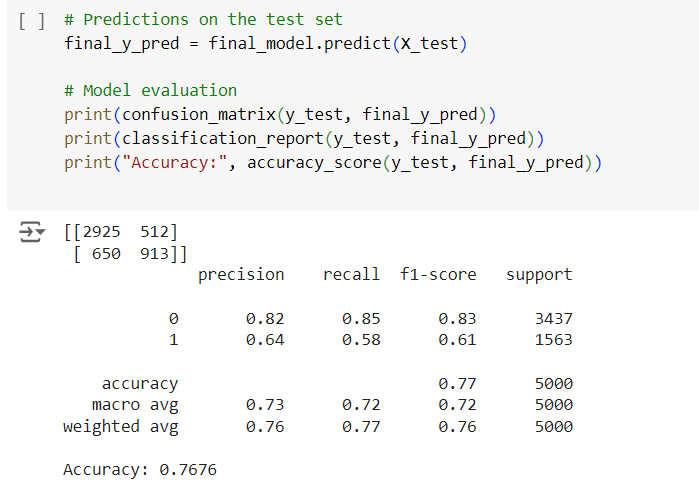 [ ] # Predictions on the test set
final_y_pred = final_model.predict(X_test)
# Model evaluation
print(confusion_matrix(y_test, final_y_pred))
print(classification_report(y_test, final_y_pred))
print("Accuracy:", accuracy_score(y_test, final_y_pred))
[[2925  512]
 [ 650  913]]
              precision    recall  f1-score   support
           0       0.82      0.85      0.83      3437
           1       0.64      0.58      0.61      1563
    accuracy                           0.77      5000
   macro avg       0.73      0.72      0.72      5000
weighted avg       0.76      0.77      0.76      5000
Accuracy: 0.7676